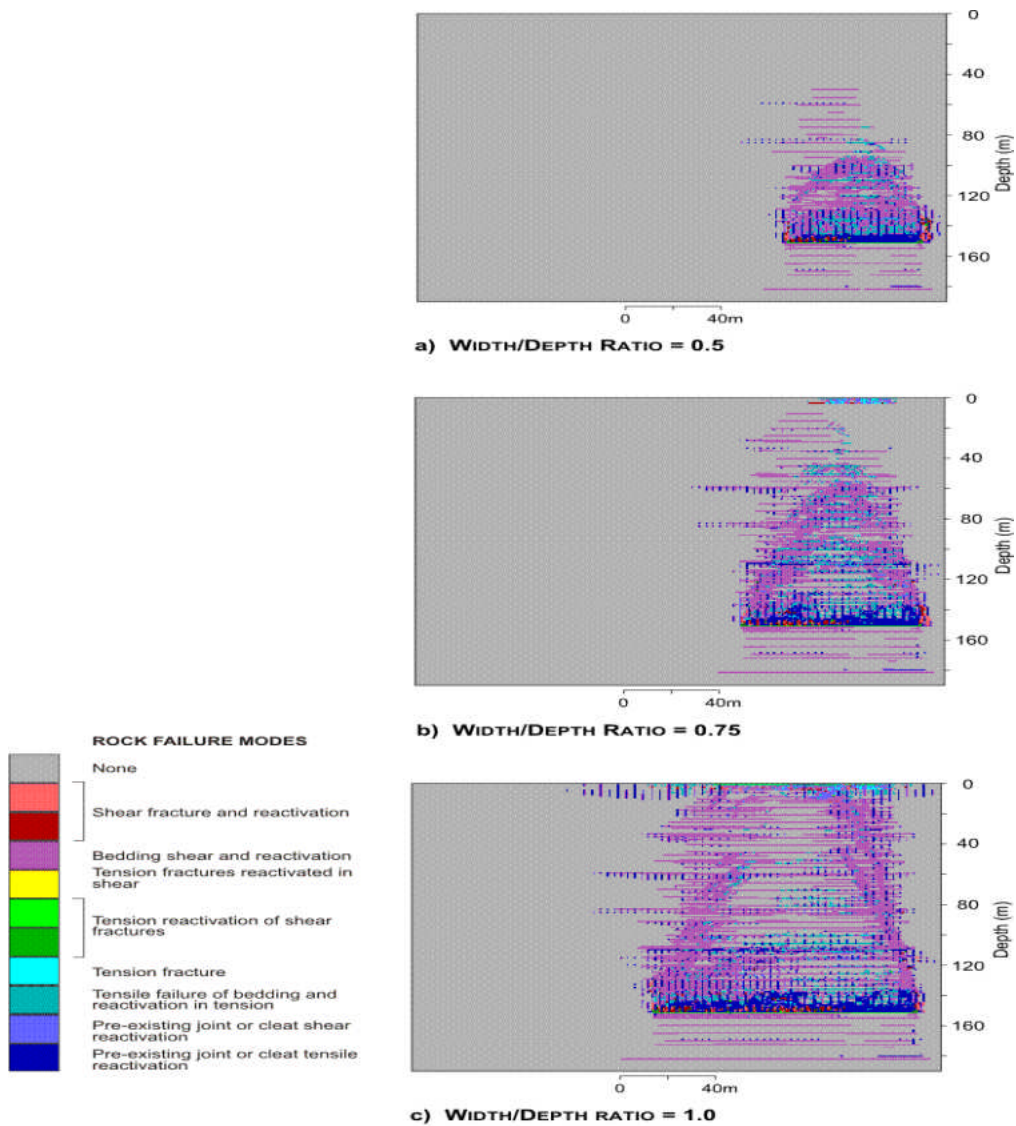 0
40
80
120
160
Depth (m)
0 40m
a) WIDTH/DEPTH RATIO = 0.5
0
40
80
120
160
Depth (m)
0 40m
b) WIDTH/DEPTH RATIO = 0.75
ROCK FAILURE MODES
None
Shear fracture and reactivation
Bedding shear and reactivation
Tension fractures reactivated in
shear
Tension reactivation of shear
fractures
Tension fracture
Tensile failure of bedding and
reactivation in tension
Pre-existing joint or cleat shear
reactivation
Pre-existing joint or cleat tensile
reactivation
0
40
80
120
160
Depth (m)
0 40m
c) WIDTH/DEPTH RATIO = 1.0